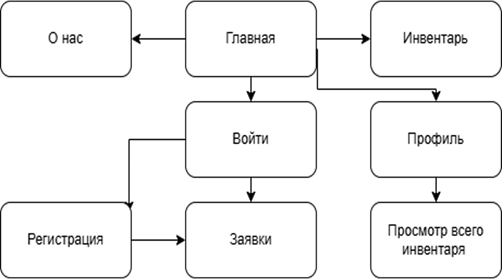 О нас
Главная
Инвентарь
Войти
Профиль
Регистрация
Заявки
Просмотр всего
инвентаря